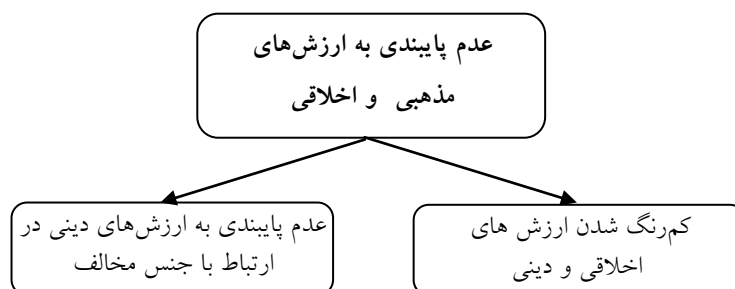 عدم پایبندی به ارزش‌های
مذهبی و اخلاقی
کم‌رنگ شدن ارزش های
اخلاقی و دینی
عدم پایبندی به ارزش‌های دینی در
ارتباط با جنس مخالف